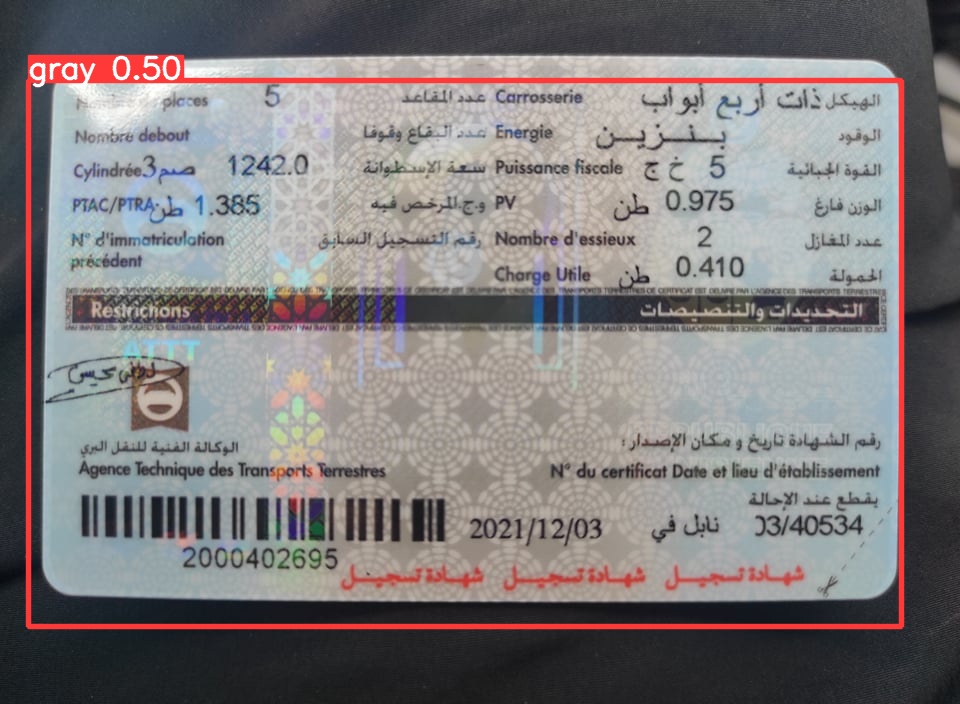 gray 0.50
Nombre de places 5 عدد المقاعد Carrosserie ذات أربع أبواب الهيكل
Nombre debout عدد البقاع وقوفا Energie بنزين الوقود
Cylindrée صم3 1242.0 سعة الإسطوانة Puissance fiscale خ ج 5 القوة الجبائية
PTAC/PTRA طن 1.385 و.ج.المرخص فيه PV طن 0.975 الوزن فارغ
N° d'immatriculation précédent رقم التسجيل السابق Nombre d'essieux 2 عدد المغازل
Charge Utile طن 0.410 الحمولة
Restrictions التحديدات والتنصيصات
ATTT
الوكالة الفنية للنقل البري رقم الشهادة تاريخ و مكان الإصدار:
Agence Technique des Transports Terrestres N° du certificat Date et lieu d'établissement
يقطع عند الإحالة
2021/12/03 نابل في 03/40534
2000402695
شهادة تسجيل شهادة تسجيل شهادة تسجيل